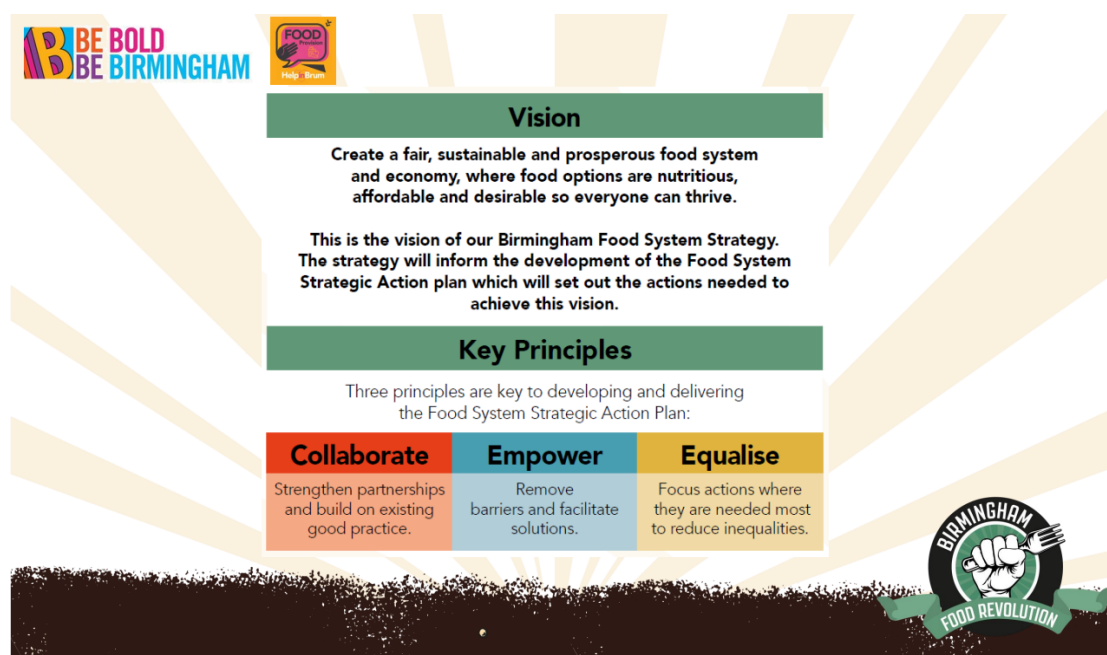 BE BOLD
BE BIRMINGHAM
FOOD
Provision
Help in Brum
Vision
Create a fair, sustainable and prosperous food system
and economy, where food options are nutritious,
affordable and desirable so everyone can thrive.
This is the vision of our Birmingham Food System Strategy.
The strategy will inform the development of the Food System
Strategic Action plan which will set out the actions needed to
achieve this vision.
Key Principles
Three principles are key to developing and delivering
the Food System Strategic Action Plan:
Collaborate
Strengthen partnerships
and build on existing
good practice.
Empower
Remove
barriers and facilitate
solutions.
Equalise
Focus actions where
they are needed most
to reduce inequalities.
BIRMINGHAM
FOOD REVOLUTION